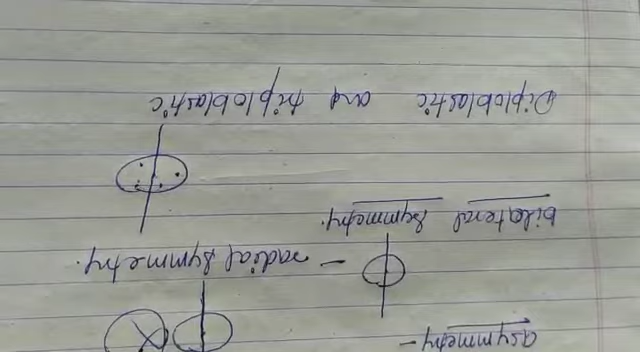 asymmetry -
- radial symmetry.
bilateral symmetry.
Diploblastic and triploblastic